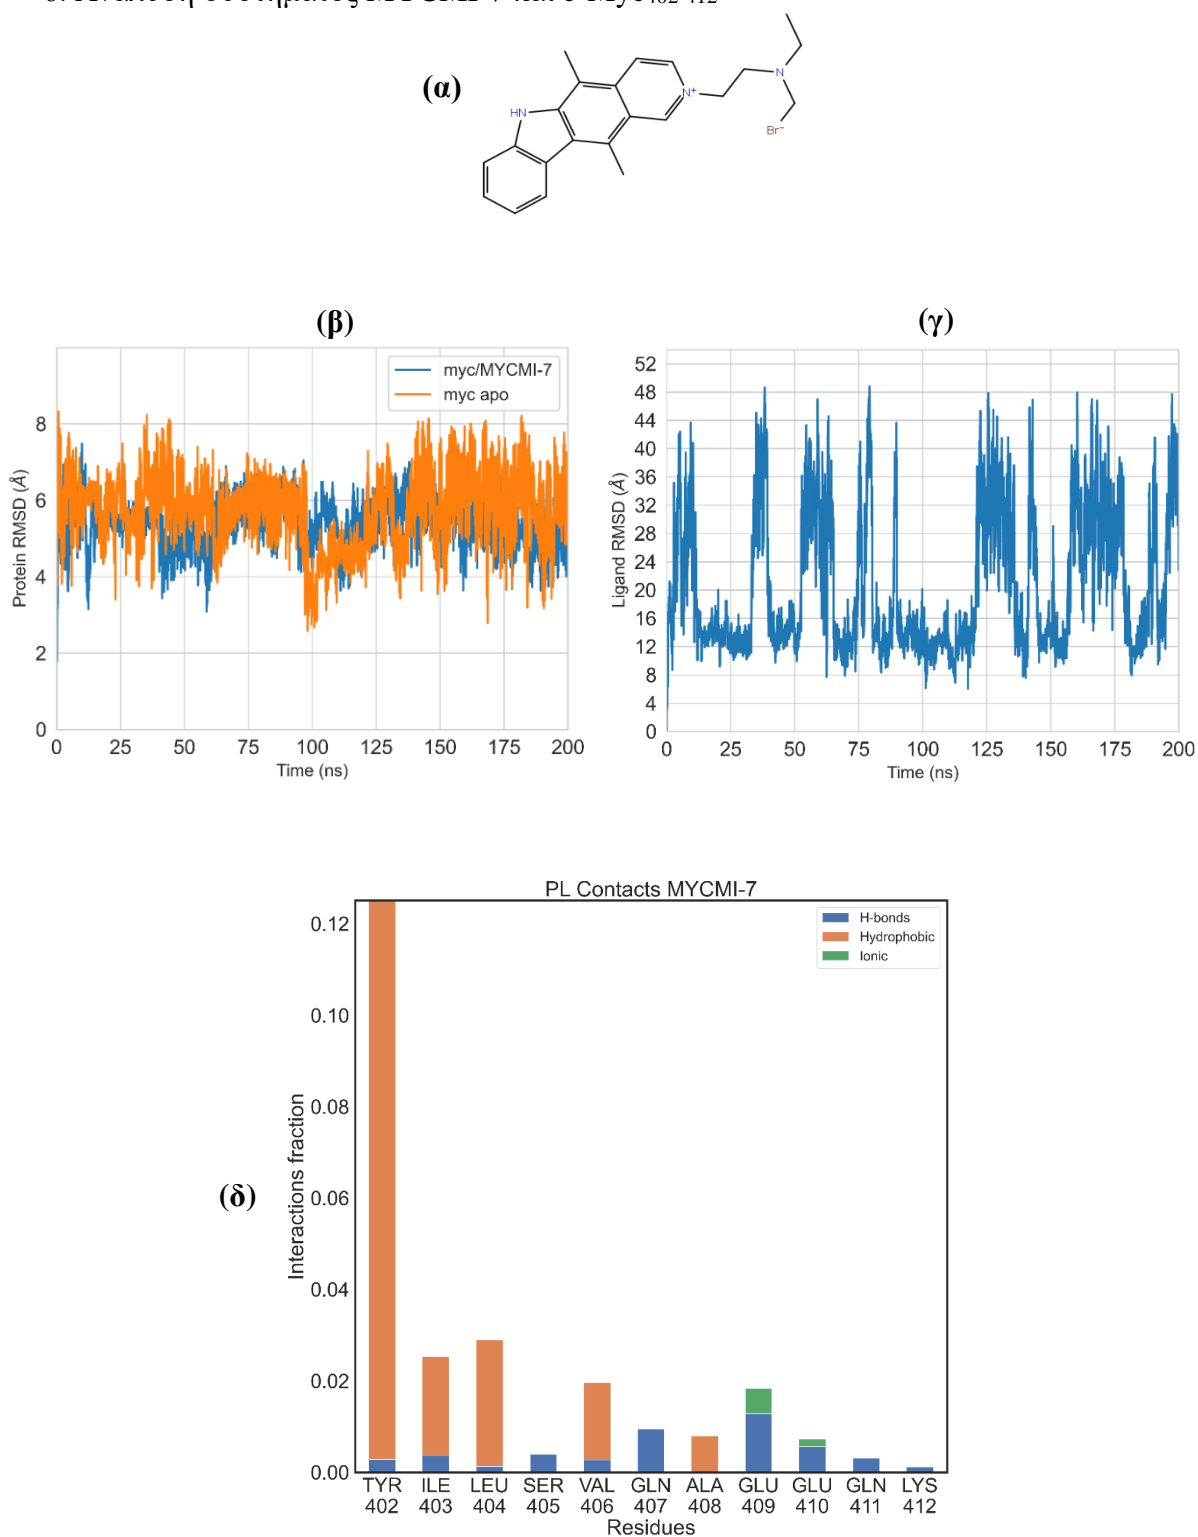 MYCMI-7 και c-Myc402-412
(α)
HN
N+
N
Br-
(β)
(γ)
myc/MYCMI-7
myc apo
Protein RMSD (Å)
8
6
4
2
0
0 25 50 75 100 125 150 175 200
Time (ns)
Ligand RMSD (Å)
52
48
44
40
36
32
28
24
20
16
12
8
4
0
0 25 50 75 100 125 150 175 200
Time (ns)
(δ)
PL Contacts MYCMI-7
H-bonds
Hydrophobic
Ionic
Interactions fraction
0.12
0.10
0.08
0.06
0.04
0.02
0.00
TYR ILE LEU SER VAL GLN ALA GLU GLU GLN LYS
402 403 404 405 406 407 408 409 410 411 412
Residues